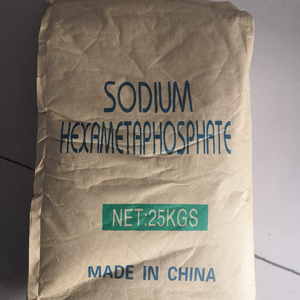 SODIUM
HEXAMETAPHOSPHATE
NET:25KGS
MADE IN CHINA